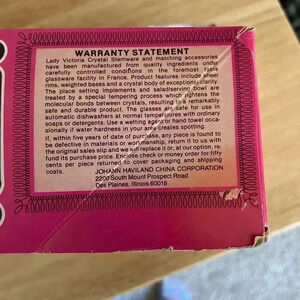 WARRANTY STATEMENT
Lady Victoria Crystal Stemware and matching accessories
have been manufactured from quality ingredients under
carefully controlled conditions in the foremost table
glassware facility in France. Product features include sheer
rims, weighted bases and a crystal body of exceptional clarity.
The place setting implements and salad/serving bowl are
treated by a special tempering process which tightens the
molecular bonds between crystals, resulting in a remarkably
safe and durable product. The glasses are safe for use in
automatic dishwashers at normal temperatures with ordinary
soaps or detergents. Use a wetting agent or hand towel occa-
sionally if water hardness in your area creates spotting.
If, within five years of date of purchase, any piece is found to
be defective in materials or workmanship, return it to us with
the original sales slip and we will replace it or, at our option, re-
fund its purchase price. Enclose check or money order for fifty
cents per piece returned to cover packaging and shipping
costs.
JOHANN HAVILAND CHINA CORPORATION
2200 South Mount Prospect Road
Des Plaines, Illinois 60018